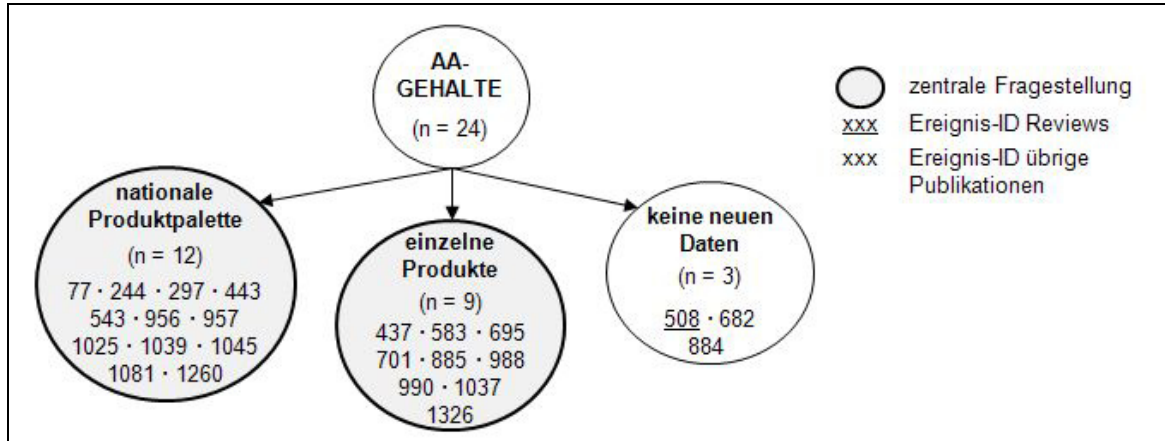 AA-
GEHALTE
(n = 24)
zentrale Fragestellung
xxx Ereignis-ID Reviews
xxx Ereignis-ID übrige
Publikationen
nationale
Produktpalette
(n = 12)
77 · 244 · 297 · 443
543 · 956 · 957
1025 · 1039 · 1045
1081 · 1260
einzelne
Produkte
(n = 9)
437 · 583 · 695
701 · 885 · 988
990 · 1037
1326
keine neuen
Daten
(n = 3)
508 · 682
884